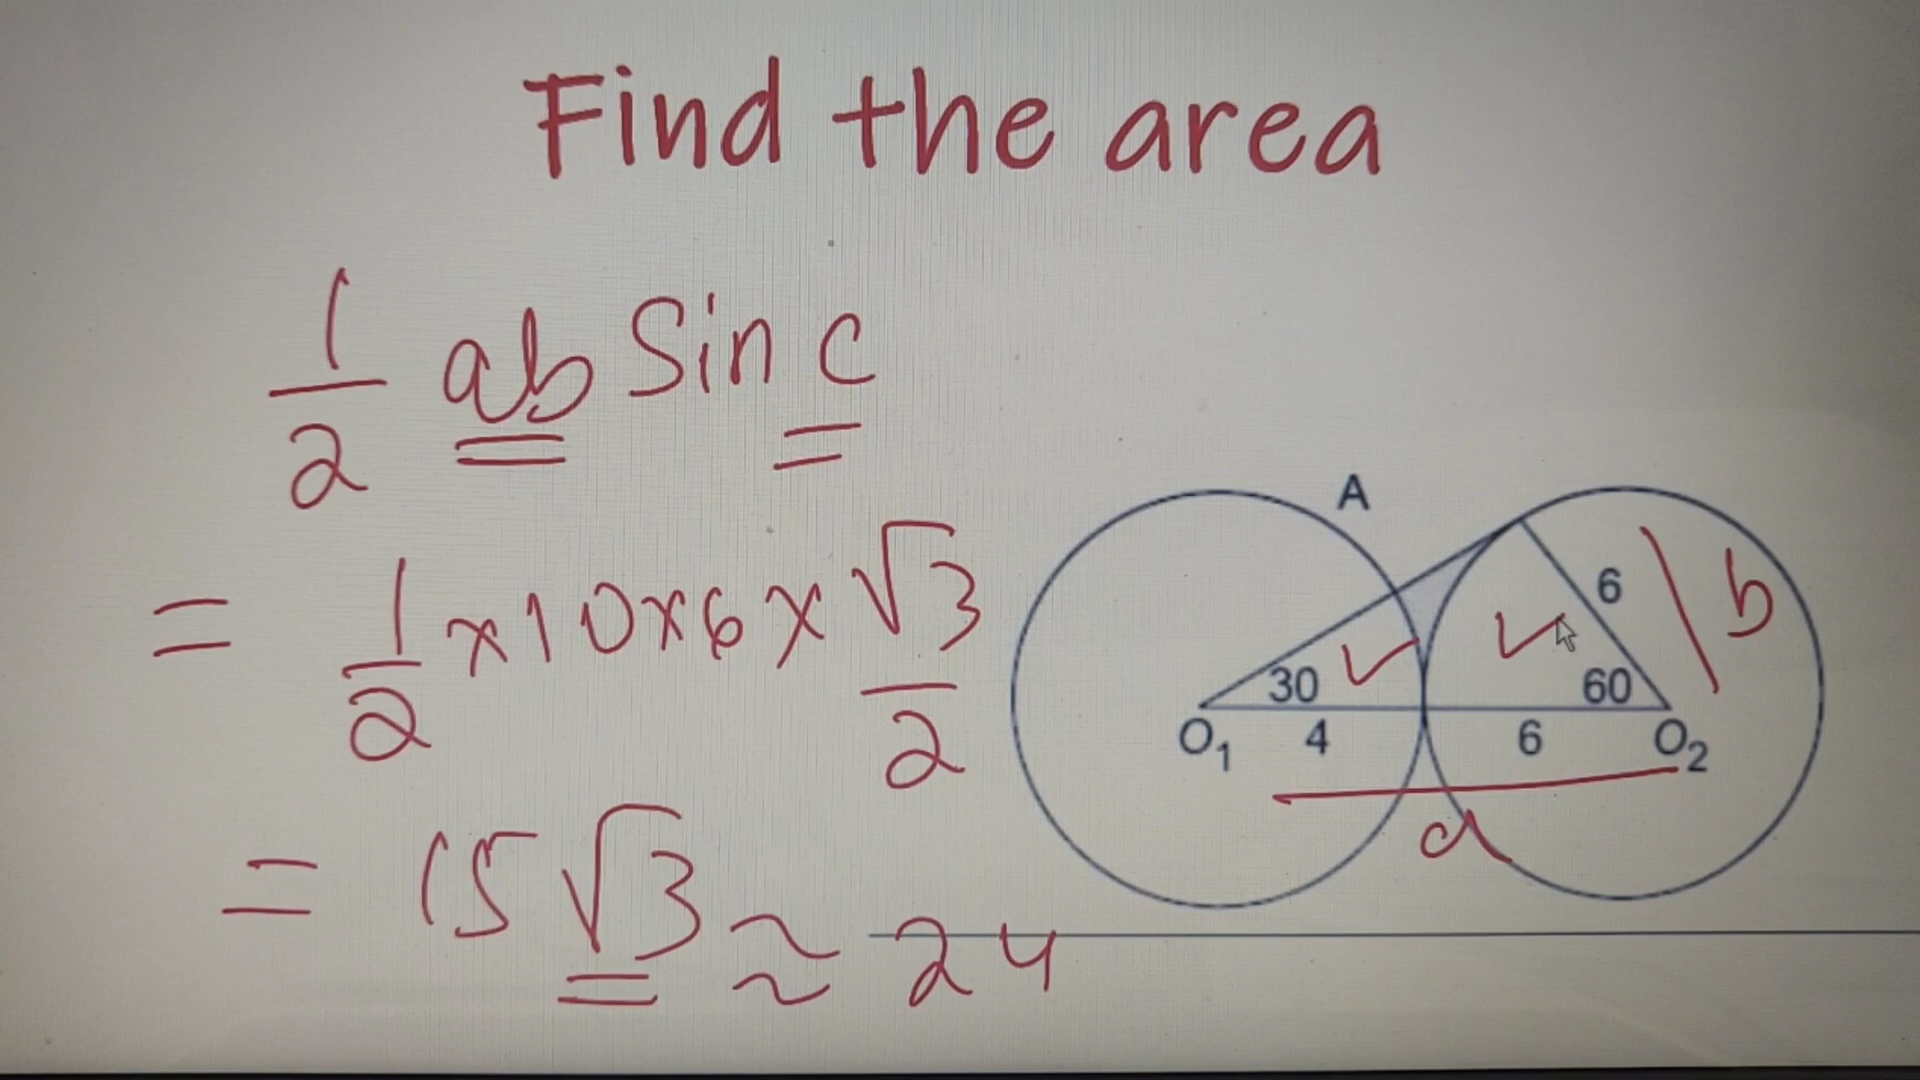 Find the area
1/2 ab Sin c
= 1/2 x 10 x 6 x √3/2
= 15 √3 ≈ 24
A
6
b
30
60
O₁
4
6
O₂
a